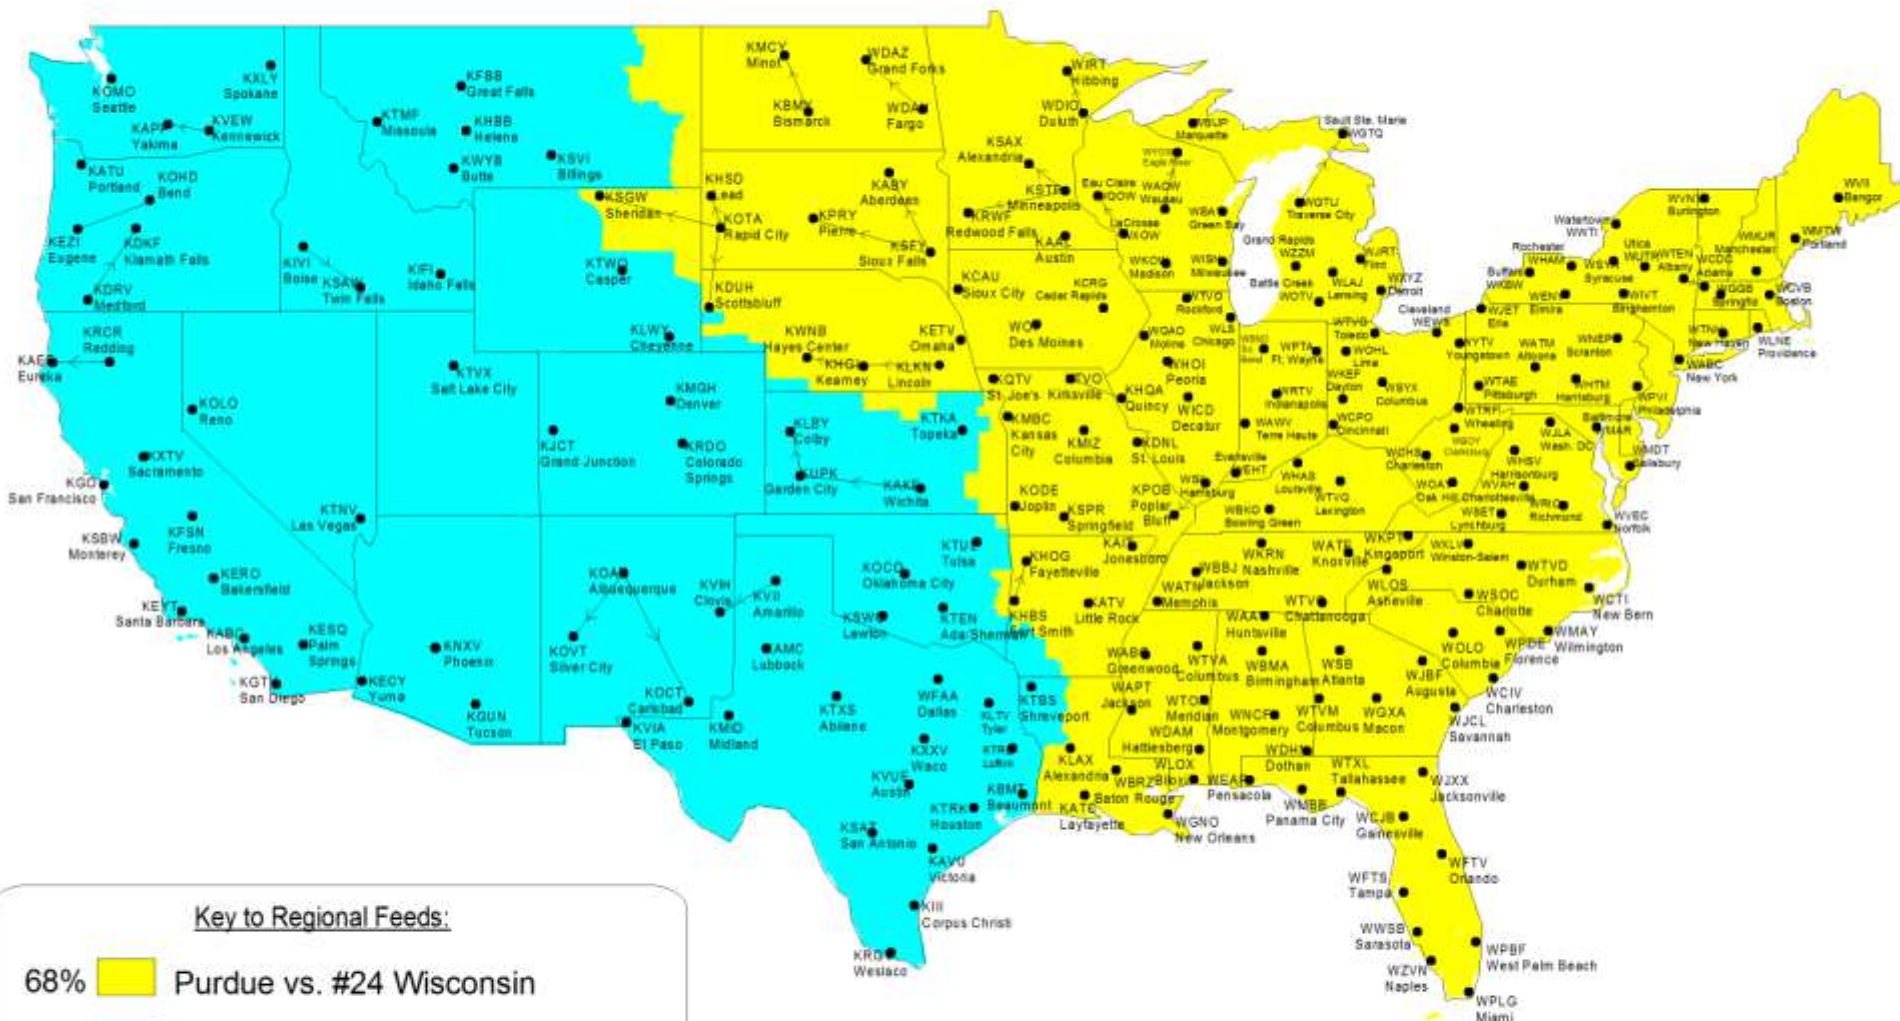 KOMO
Seattle
KXLY
Spokane
KVEW
Kennewick
Yakima
KATU
Portland
KOHD
Bend
KEZI
Eugene
KDKF
Klamath Falls
KDRV
Medford
KRCR
Redding
Eureka
KOLO
Reno
KXTV
Sacramento
KGO
San Francisco
KSBW
Monterey
KFSN
Fresno
KERO
Bakersfield
KEYT
Santa Barbara
KABC
Los Angeles
KESQ
Palm
Springs
San Diego
KECY
Yuma
KTNV
Las Vegas
KFBB
Great Falls
KTMF
Missoula
KHBB
Helena
KWYB
Butte
KSVI
Billings
KIVI
Boise
Twin Falls
KIFI
Idaho Falls
KSGW
Sheridan
KTWO
Casper
KLWY
Cheyenne
KTVX
Salt Lake City
KMGH
Denver
KJCT
Grand Junction
KRDO
Colorado
Springs
KNXV
Phoenix
KGUN
Tucson
KOAT
Albuquerque
KOVT
Silver City
KOCT
Carlsbad
KVIH
Clovis
KVII
Amarillo
KVIA
El Paso
KMID
Midland
KAMC
Lubbock
KTXS
Abilene
WFAA
Dallas
KLTV
Tyler
Lufkin
KXXV
Waco
KVUE
Austin
KTRK
Houston
KBMT
Beaumont
KSAT
San Antonio
KAVU
Victoria
KIII
Corpus Christi
Weslaco
KOCO
Oklahoma City
KTUL
Tulsa
KSWO
Lawton
KTEN
Ada Sherman
KTBS
Shreveport
KTKA
Topeka
KLBY
Colby
KUPK
Garden City
KAKE
Wichita
KMCY
Minot
KBMY
Bismarck
WDAZ
Grand Forks
WDAY
Fargo
KHSD
Lead
KOTA
Rapid City
KPRY
Pierre
KABY
Aberdeen
KSFY
Sioux Falls
KDUH
Scottsbluff
KWNB
Hayes Center
KHGI
Kearney
KLKN
Lincoln
KETV
Omaha
WIRT
Hibbing
WDIO
Duluth
KSAX
Alexandria
KSTP
Minneapolis
KRWF
Redwood Falls
KAAL
Austin
KCAU
Sioux City
KCRG
Cedar Rapids
WOI
Des Moines
KQTV
St. Joe's
Kirksville
KHQA
Quincy
KMBC
Kansas
City
KMIZ
Columbia
KDNL
St. Louis
KODE
Joplin
KSPR
Springfield
KPOB
Poplar
Bluff
KAIT
Jonesboro
KHOG
Fayetteville
KHBS
Fort Smith
KATV
Little Rock
KLAX
Alexandria
KATC
Layfayette
WBRZ
Baton Rouge
WGNO
New Orleans
WBUP
Marquette
Sault Ste. Marie
WGTQ
WGTU
Traverse City
Eagle River
WAOW
Wausau
Eau Claire
WQOW
LaCrosse
WXOW
WBAY
Green Bay
WKOW
Madison
WISN
Milwaukee
Grand Rapids
WZZM
WJRT
Flint
Battle Creek
WOTV
WLAJ
Lansing
WXYZ
Detroit
WTVO
Rockford
WLS
Chicago
WQAD
Moline
WHOI
Peoria
WICD
Decatur
WPTA
Ft. Wayne
WRTV
Indianapolis
WAWV
Terre Haute
Evansville
WEHT
WSIL
Harrisburg
WTVG
Toledo
Cleveland
WEWS
WOHL
Lima
WKEF
Dayton
WSYX
Columbus
WCPO
Cincinnati
WYTV
Youngstown
WHAS
Louisville
WTVQ
Lexington
WBKO
Bowling Green
WKRN
Nashville
WATE
Knoxville
WBBJ
Jackson
WATN
Memphis
WTVC
Chattanooga
WABG
Greenwood
WAPT
Jackson
WTVA
Columbus
WTOK
Meridian
WDAM
Hattiesberg
WLOX
Biloxi
WAAY
Huntsville
WBMA
Birmingham
WNCF
Montgomery
WDHN
Dothan
WEAR
Pensacola
WMBB
Panama City
WTXL
Tallahassee
WSB
Atlanta
WTVM
Columbus
WGXA
Macon
WJBF
Augusta
WJCL
Savannah
WJXX
Jacksonville
WCJB
Gainesville
WFTV
Orlando
WFTS
Tampa
WWSB
Sarasota
WZVN
Naples
WPBF
West Palm Beach
WPLG
Miami
WOLO
Columbia
WPDE
Florence
WCIV
Charleston
WMAY
Wilmington
WCTI
New Bern
WTVD
Durham
WSOC
Charlotte
WLOS
Asheville
WXLV
Winston-Salem
WKPT
Kingsport
WVEC
Norfolk
WRIC
Richmond
WSET
Lynchburg
WVAH
Charlottesville
WHSV
Harrisonburg
WOAY
Oak Hill
WCHS
Charleston
WTRF
Wheeling
WJLA
Wash. DC
Baltimore
WMAR
WMDT
Salisbury
WPVI
Philadelphia
WHTM
Harrisburg
WTAE
Pittsburgh
WATM
Altoona
WNEP
Scranton
WJET
Erie
Buffalo
WKBW
Rochester
WHAM
WENY
Elmira
WIVT
Binghamton
WSYR
Syracuse
Utica
WUTR
Watertown
WWTI
WTEN
Albany
WCDC
Adams
WGGB
Springfld
WCVB
Boston
WTNH
New Haven
WLNE
Providence
WABC
New York
WVNY
Burlington
WMUR
Manchester
WMTW
Portland
WVII
Bangor
Key to Regional Feeds:
68% Purdue vs. #24 Wisconsin